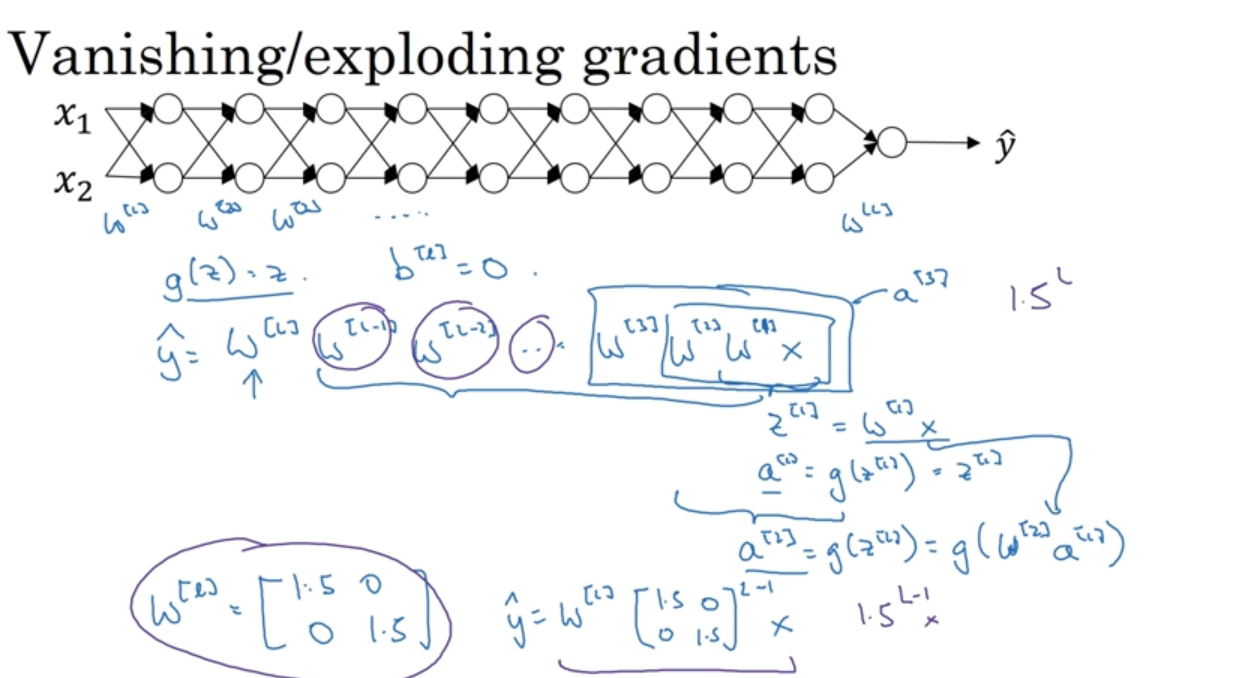 Vanishing/exploding gradients
x₁
x₂
ŷ
w^[1] w^[2] w^[3] ..... w^[L]
g(z) = z. b^[l] = 0.
a^[3] 1.5^L
ŷ = w^[L] w^[L-1] w^[L-2] ... w^[3] w^[2] w^[1] x
z^[1] = w^[1] x
a^[1] = g(z^[1]) = z^[1]
a^[2] = g(z^[2]) = g(w^[2] a^[1])
w^[l] = [1.5 0
0 1.5]
ŷ = w^[L] [1.5 0
0 1.5]^L-1 x
1.5^L-1 x